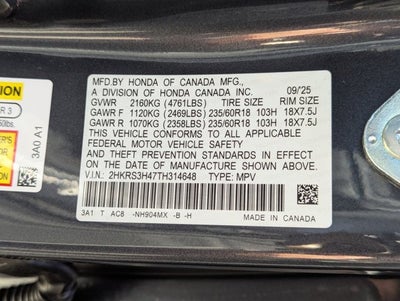 MFD.BY HONDA OF CANADA MFG.,
A DIVISION OF HONDA CANADA INC. 09/25
GVWR 2160KG (4761LBS) TIRE SIZE RIM SIZE
GAWR F 1120KG (2469LBS) 235/60R18 103H 18X7.5J
GAWR R 1070KG (2358LBS) 235/60R18 103H 18X7.5J
THIS VEHICLE CONFORMS TO ALL APPLICABLE
FEDERAL MOTOR VEHICLE SAFETY
AND THEFT PREVENTION STANDARDS IN EFFECT
ON THE DATE OF MANUFACTURE SHOWN ABOVE.
V.I.N.: 2HKRS3H47TH314648 TYPE: MPV
3A1 T AC8 -NH904MX -B -H
MADE IN CANADA
3A0 A1
TION
R 3